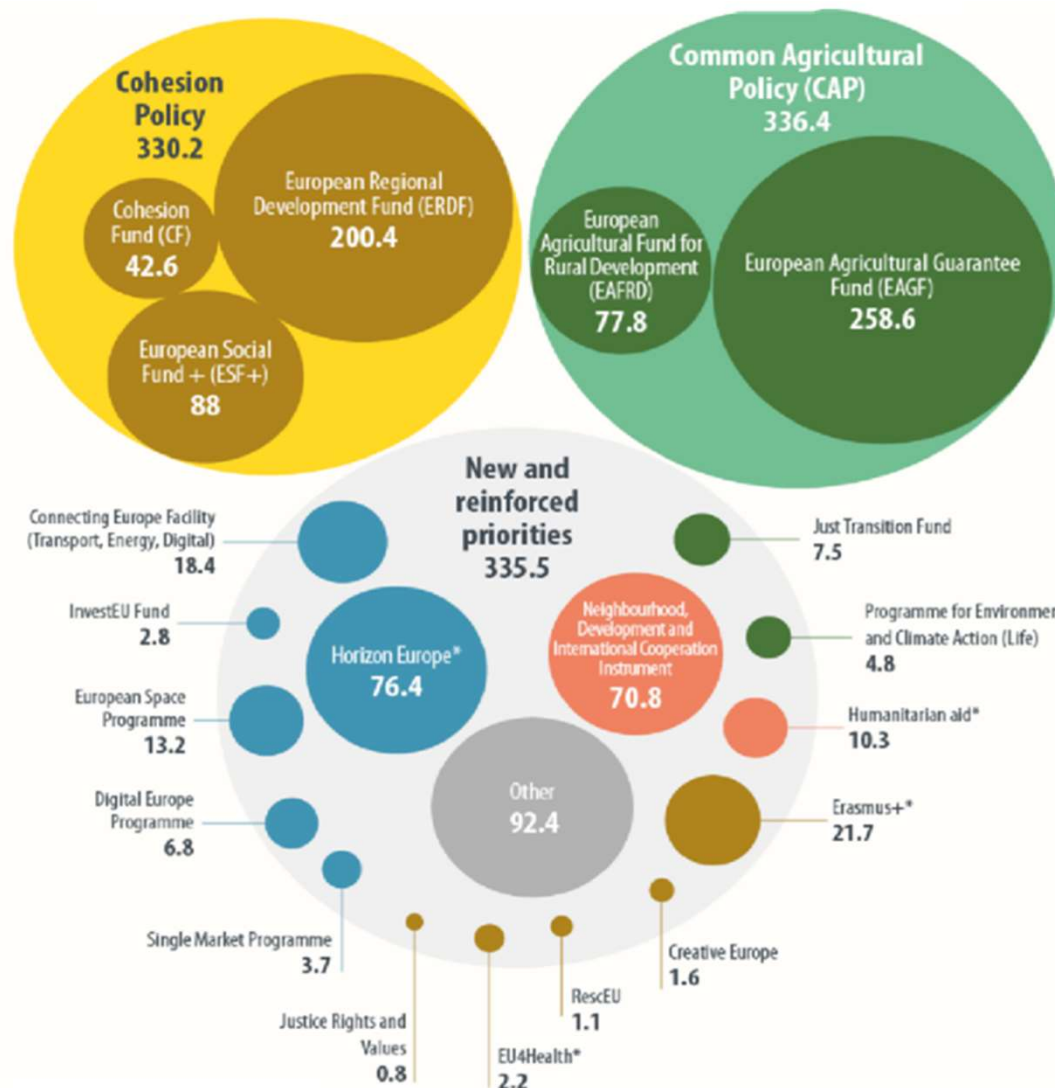 Cohesion
Policy
330.2
European Regional
Development Fund (ERDF)
200.4
Cohesion
Fund (CF)
42.6
European Social
Fund + (ESF+)
88
Common Agricultural
Policy (CAP)
336.4
European
Agricultural Fund for
Rural Development
(EAFRD)
77.8
European Agricultural Guarantee
Fund (EAGF)
258.6
New and
reinforced
priorities
335.5
Connecting Europe Facility
(Transport, Energy, Digital)
18.4
InvestEU Fund
2.8
Horizon Europe*
76.4
European Space
Programme
13.2
Digital Europe
Programme
6.8
Single Market Programme
3.7
Justice Rights and
Values
0.8
EU4Health*
2.2
RescEU
1.1
Creative Europe
1.6
Other
92.4
Neighbourhood,
Development and
International Cooperation
Instrument
70.8
Just Transition Fund
7.5
Programme for Environmen
and Climate Action (Life)
4.8
Humanitarian aid*
10.3
Erasmus+*
21.7